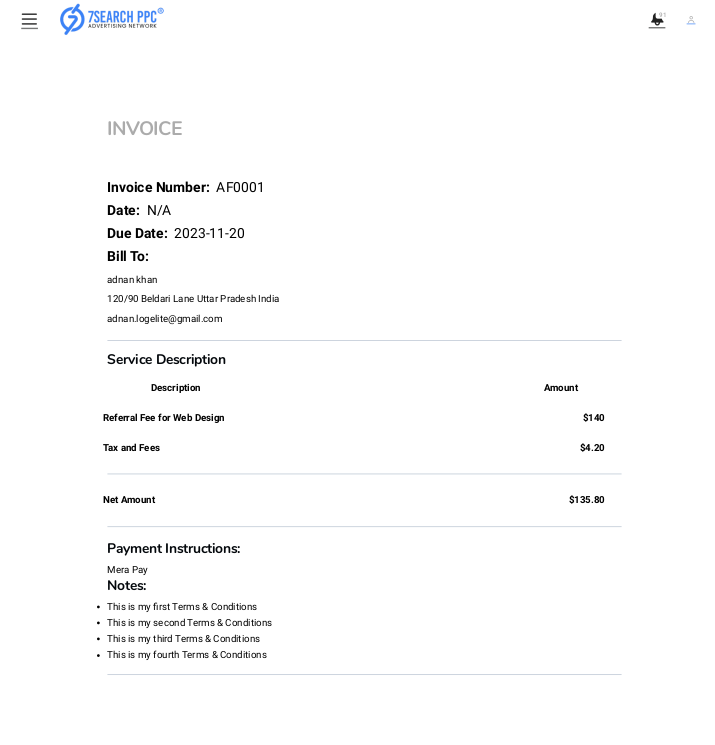 7SEARCH PPC®
ADVERTISING NETWORK
91
INVOICE
Invoice Number: AF0001
Date: N/A
Due Date: 2023-11-20
Bill To:
adnan khan
120/90 Beldari Lane Uttar Pradesh India
adnan.logelite@gmail.com
Service Description
Description Amount
Referral Fee for Web Design $140
Tax and Fees $4.20
Net Amount $135.80
Payment Instructions:
Mera Pay
Notes:
• This is my first Terms & Conditions
• This is my second Terms & Conditions
• This is my third Terms & Conditions
• This is my fourth Terms & Conditions